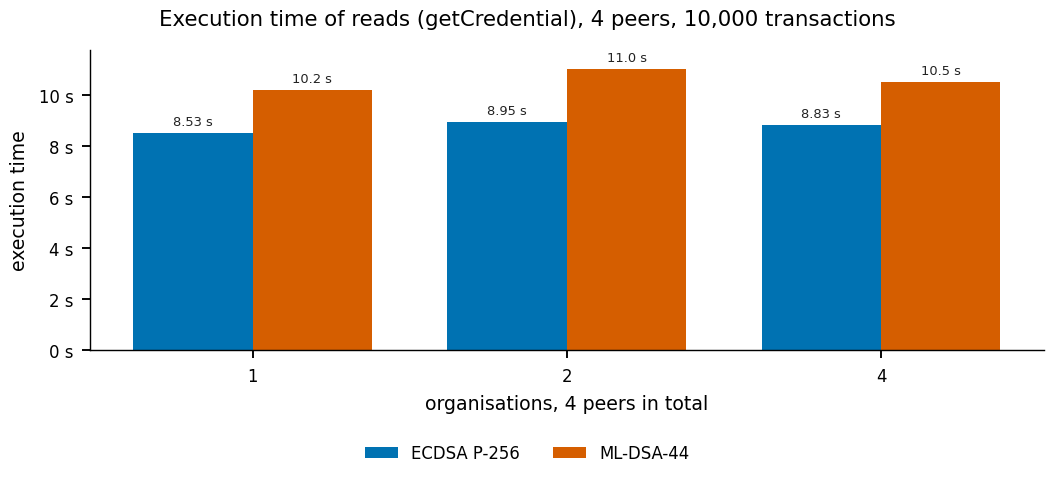 Execution time of reads (getCredential), 4 peers, 10,000 transactions
execution time
10 s
8 s
6 s
4 s
2 s
0 s
8.53 s
10.2 s
8.95 s
11.0 s
8.83 s
10.5 s
1
2
4
organisations, 4 peers in total
ECDSA P-256
ML-DSA-44